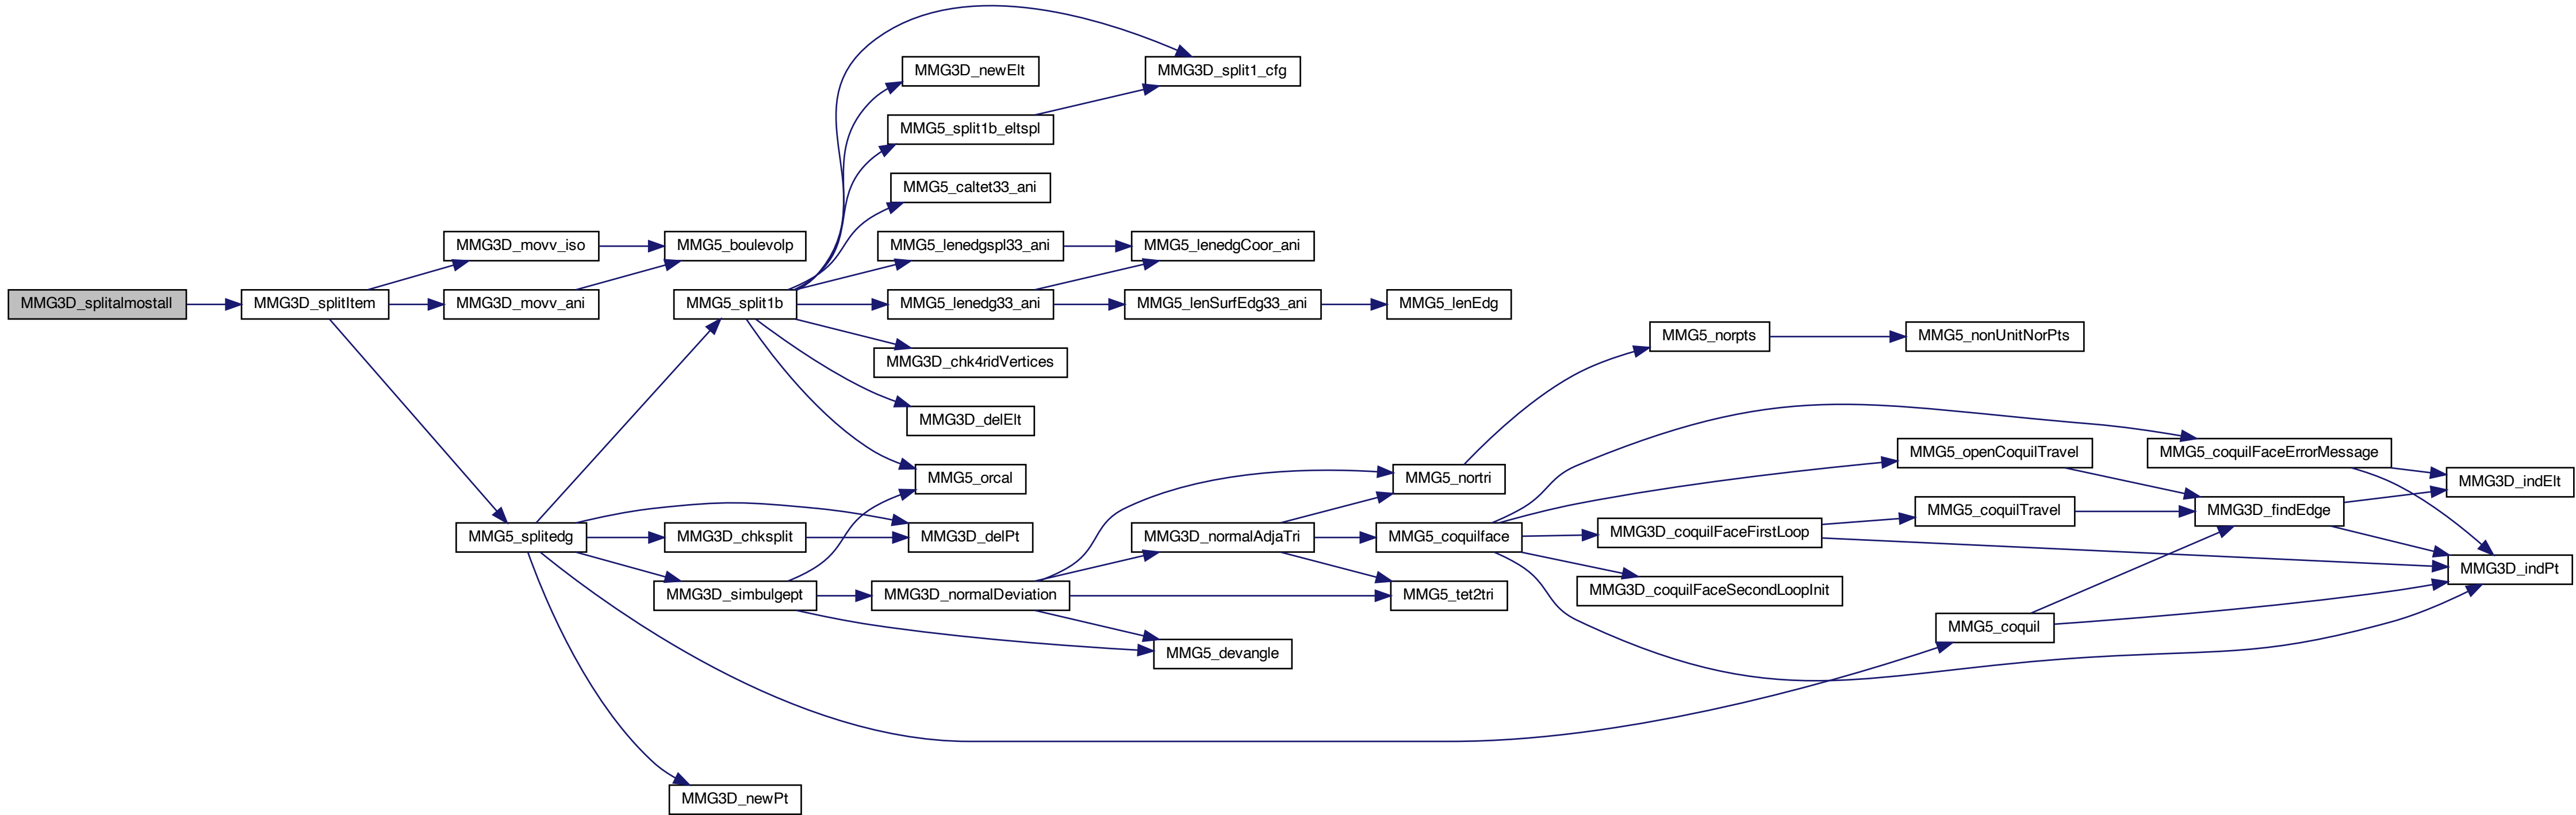 MMG3D_splitalmostall
MMG3D_splitItem
MMG3D_movv_iso
MMG3D_movv_ani
MMG5_splitedg
MMG5_boulevolp
MMG5_split1b
MMG3D_chksplit
MMG3D_simbulgept
MMG3D_newPt
MMG3D_newElt
MMG5_split1b_eltspl
MMG5_caltet33_ani
MMG5_lenedgspl33_ani
MMG5_lenedg33_ani
MMG3D_chk4ridVertices
MMG3D_delElt
MMG5_orcal
MMG3D_delPt
MMG3D_normalDeviation
MMG3D_split1_cfg
MMG5_lenedgCoor_ani
MMG5_lenSurfEdg33_ani
MMG3D_normalAdjaTri
MMG5_devangle
MMG5_lenEdg
MMG5_nortri
MMG5_coquilface
MMG5_tet2tri
MMG5_norpts
MMG3D_coquilFaceFirstLoop
MMG3D_coquilFaceSecondLoopInit
MMG5_nonUnitNorPts
MMG5_openCoquilTravel
MMG5_coquilTravel
MMG5_coquil
MMG5_coquilFaceErrorMessage
MMG3D_findEdge
MMG3D_indElt
MMG3D_indPt